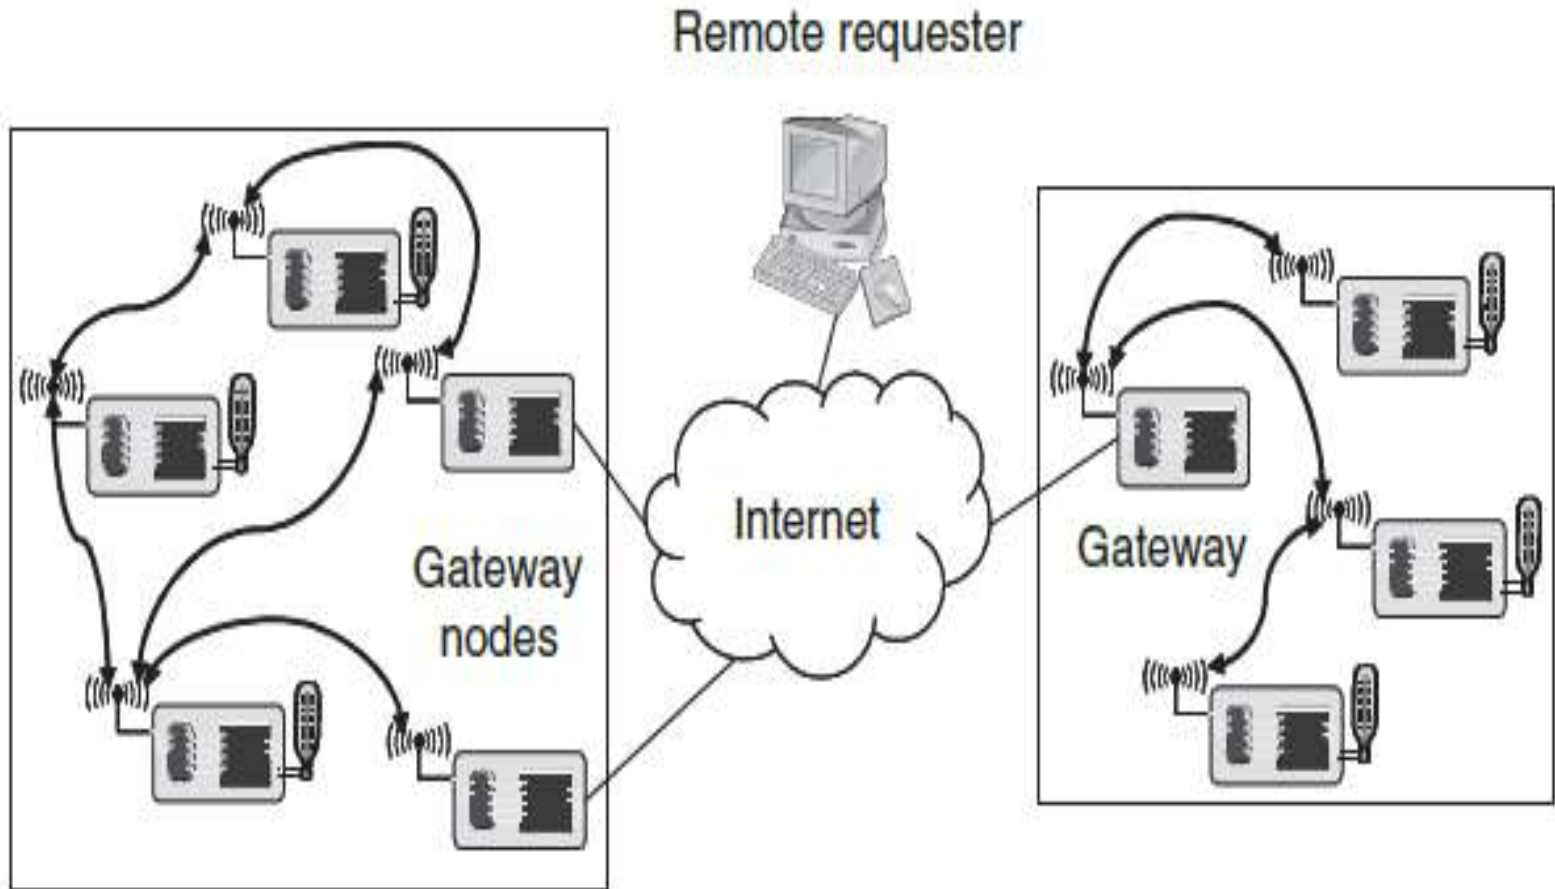 Remote requester
Internet
Gateway
nodes
Gateway